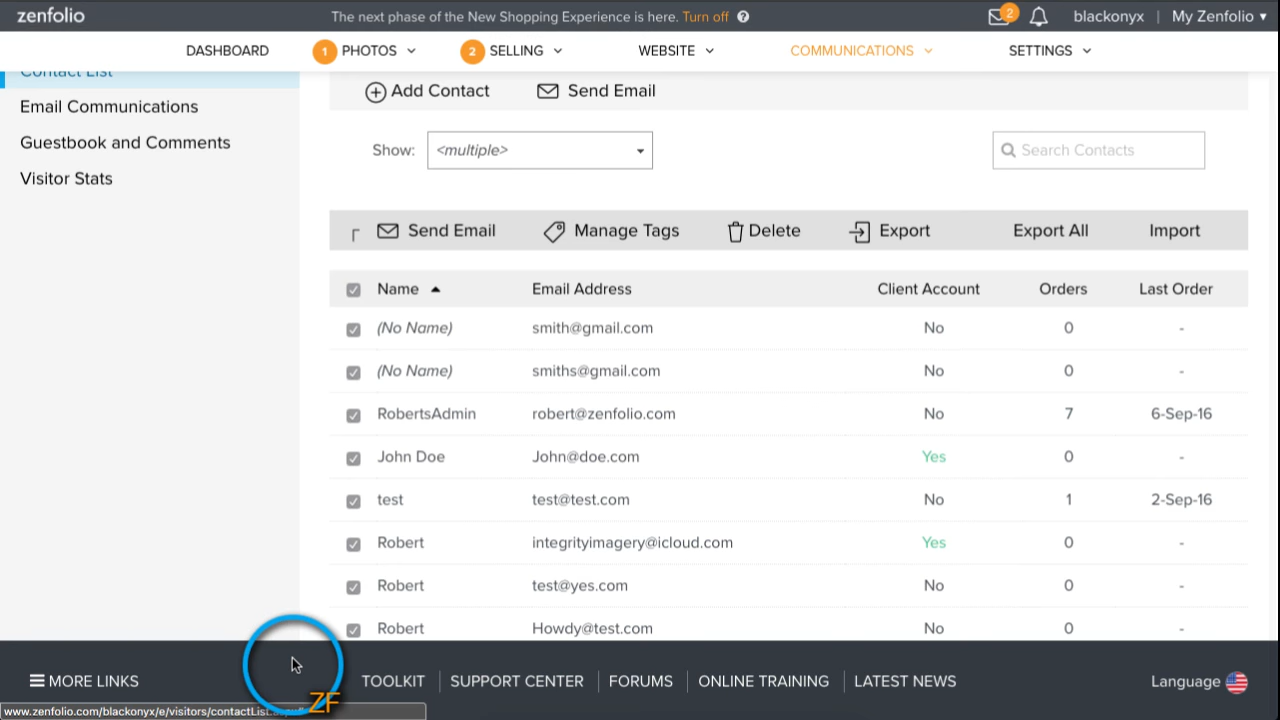 zenfolio The next phase of the New Shopping Experience is here. Turn off ? 2 blackonyx | My Zenfolio ▾
DASHBOARD 1 PHOTOS 2 SELLING WEBSITE COMMUNICATIONS SETTINGS
Contact List
Email Communications
Guestbook and Comments
Visitor Stats
Add Contact Send Email
Show: <multiple> Search Contacts
Send Email Manage Tags Delete Export Export All Import
Name ▲ Email Address Client Account Orders Last Order
(No Name) smith@gmail.com No 0 -
(No Name) smiths@gmail.com No 0 -
RobertsAdmin robert@zenfolio.com No 7 6-Sep-16
John Doe John@doe.com Yes 0 -
test test@test.com No 1 2-Sep-16
Robert integrityimagery@icloud.com Yes 0 -
Robert test@yes.com No 0 -
Robert Howdy@test.com No 0 -
MORE LINKS TOOLKIT SUPPORT CENTER FORUMS ONLINE TRAINING LATEST NEWS Language
ZF